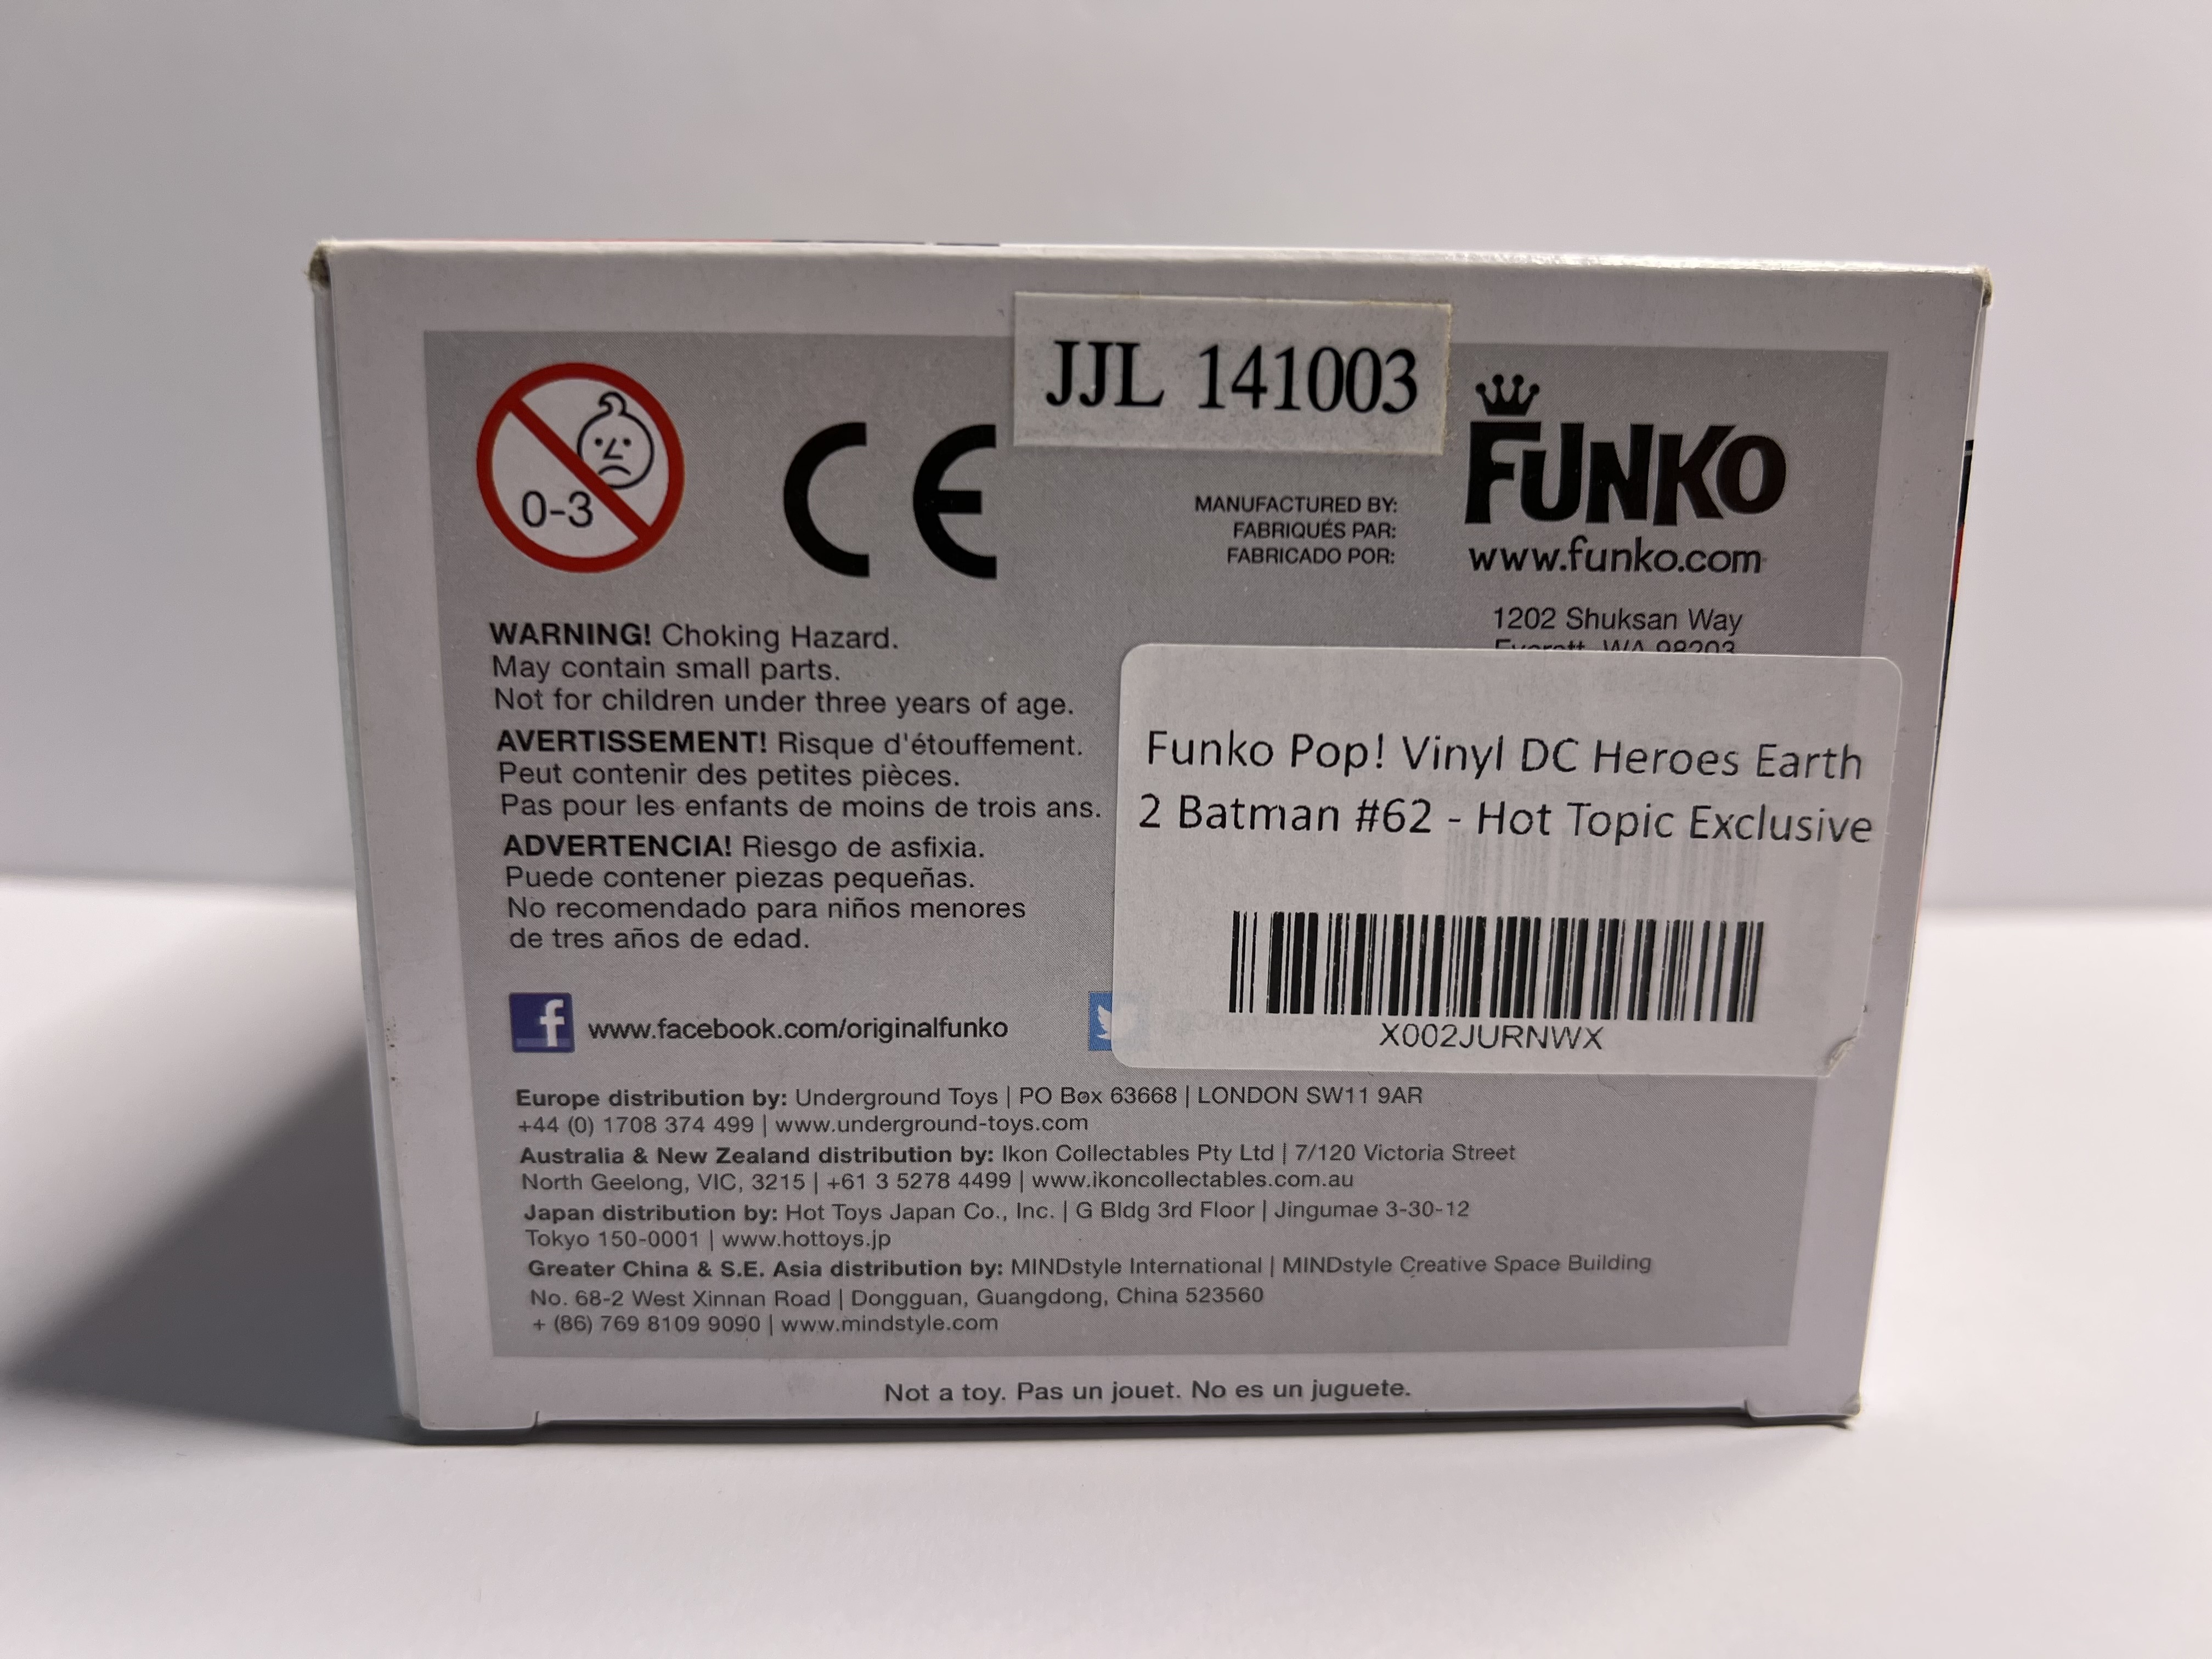 JJL 141003
0-3
CE
MANUFACTURED BY:
FABRIQUÉS PAR:
FABRICADO POR:
FUNKO
www.funko.com
1202 Shuksan Way
Everett, WA 98203
WARNING! Choking Hazard.
May contain small parts.
Not for children under three years of age.
AVERTISSEMENT! Risque d'étouffement.
Peut contenir des petites pièces.
Pas pour les enfants de moins de trois ans.
ADVERTENCIA! Riesgo de asfixia.
Puede contener piezas pequeñas.
No recomendado para niños menores
de tres años de edad.
Funko Pop! Vinyl DC Heroes Earth
2 Batman #62 - Hot Topic Exclusive
X002JURNWX
f www.facebook.com/originalfunko
Europe distribution by: Underground Toys | PO Box 63668 | LONDON SW11 9AR
+44 (0) 1708 374 499 | www.underground-toys.com
Australia & New Zealand distribution by: Ikon Collectables Pty Ltd | 7/120 Victoria Street
North Geelong, VIC, 3215 | +61 3 5278 4499 | www.ikoncollectables.com.au
Japan distribution by: Hot Toys Japan Co., Inc. | G Bldg 3rd Floor | Jingumae 3-30-12
Tokyo 150-0001 | www.hottoys.jp
Greater China & S.E. Asia distribution by: MINDstyle International | MINDstyle Creative Space Building
No. 68-2 West Xinnan Road | Dongguan, Guangdong, China 523560
+ (86) 769 8109 9090 | www.mindstyle.com
Not a toy. Pas un jouet. No es un juguete.